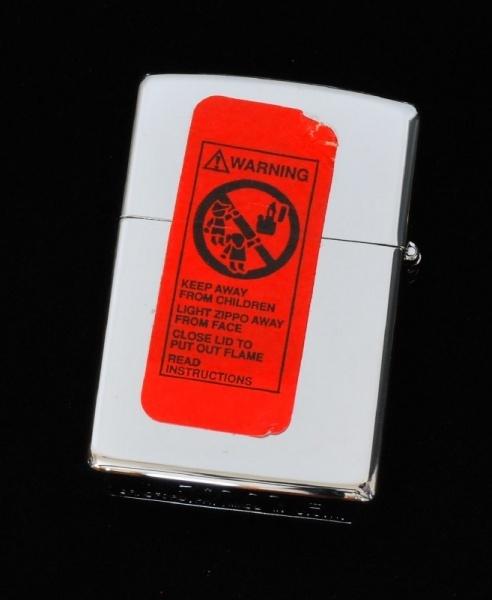 WARNING
KEEP AWAY
FROM CHILDREN
LIGHT ZIPPO AWAY
FROM FACE
CLOSE LID TO
PUT OUT FLAME
READ
INSTRUCTIONS